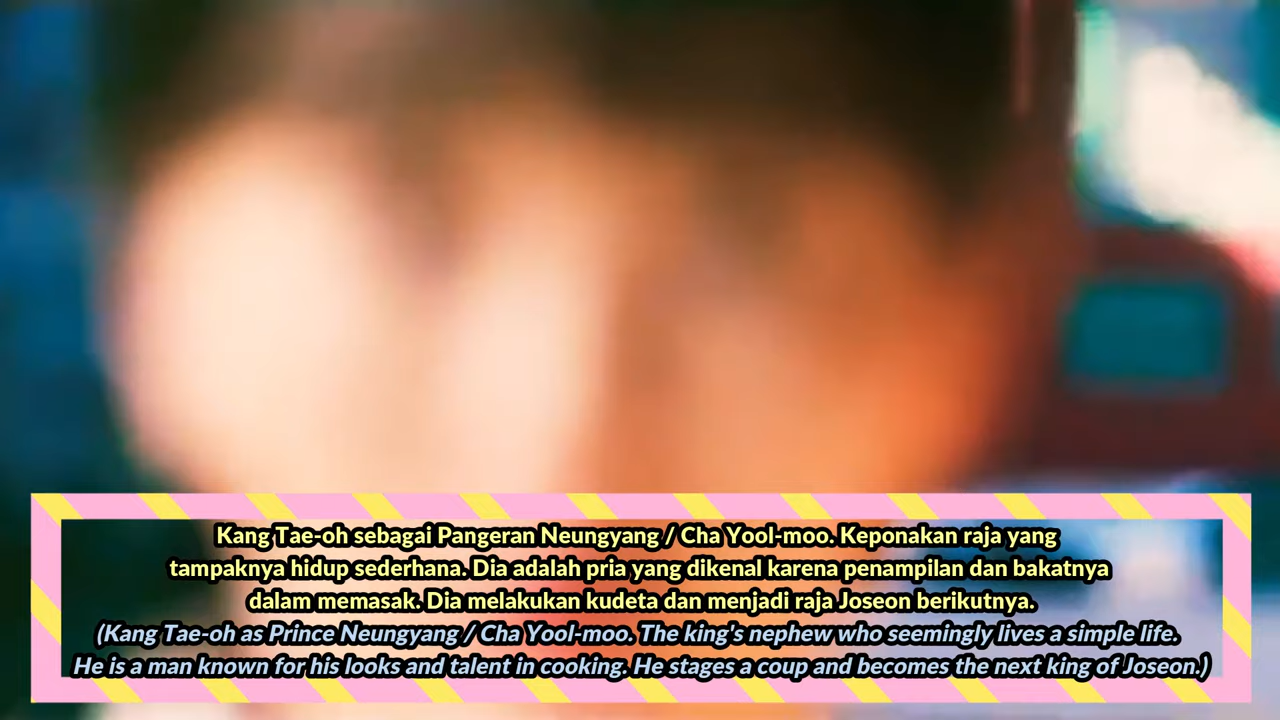 Kang Tae-oh sebagai Pangeran Neungyang / Cha Yool-moo. Keponakan raja yang
tampaknya hidup sederhana. Dia adalah pria yang dikenal karena penampilan dan bakatnya
dalam memasak. Dia melakukan kudeta dan menjadi raja Joseon berikutnya.
(Kang Tae-oh as Prince Neungyang / Cha Yool-moo. The king's nephew who seemingly lives a simple life.
He is a man known for his looks and talent in cooking. He stages a coup and becomes the next king of Joseon.)